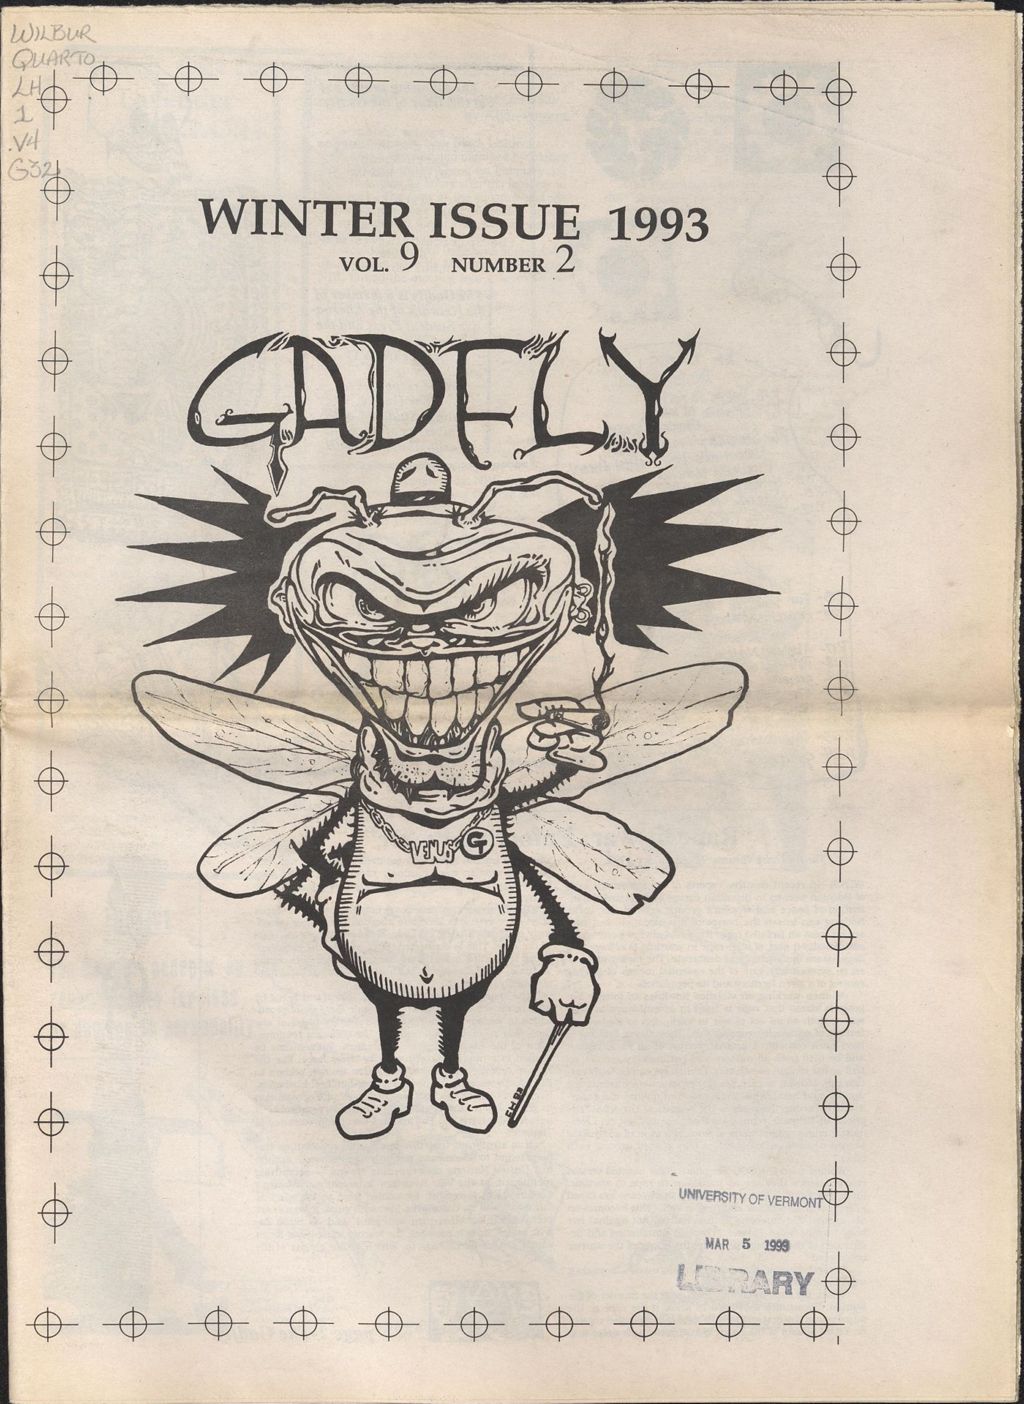 WILBUR
QUARTO
LH
1
.V4
G32
WINTER ISSUE 1993
VOL. 9 NUMBER 2
GADFLY
VENUS
G
UNIVERSITY OF VERMONT
MAR 5 1993
LIBRARY